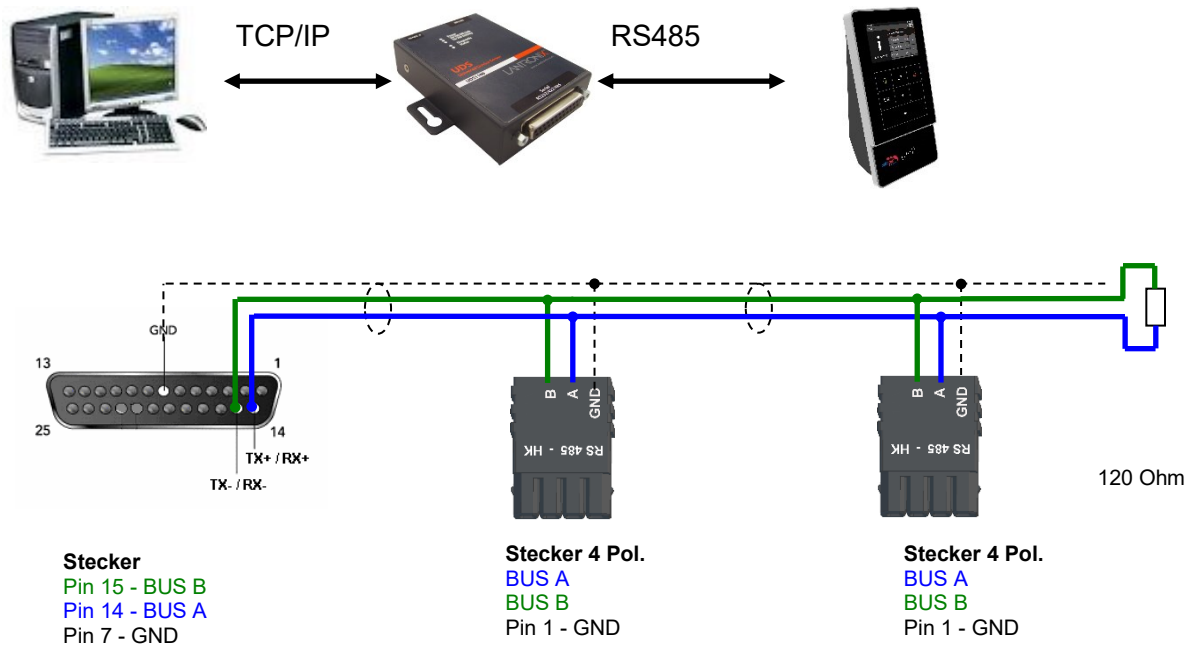 TCP/IP
RS485
UDS
LANTRONIX
GND
13
1
25
14
TX+ / RX+
TX- / RX-
B A GND
RS 485 - HK
B A GND
RS 485 - HK
120 Ohm
Stecker
Pin 15 - BUS B
Pin 14 - BUS A
Pin 7 - GND
Stecker 4 Pol.
BUS A
BUS B
Pin 1 - GND
Stecker 4 Pol.
BUS A
BUS B
Pin 1 - GND